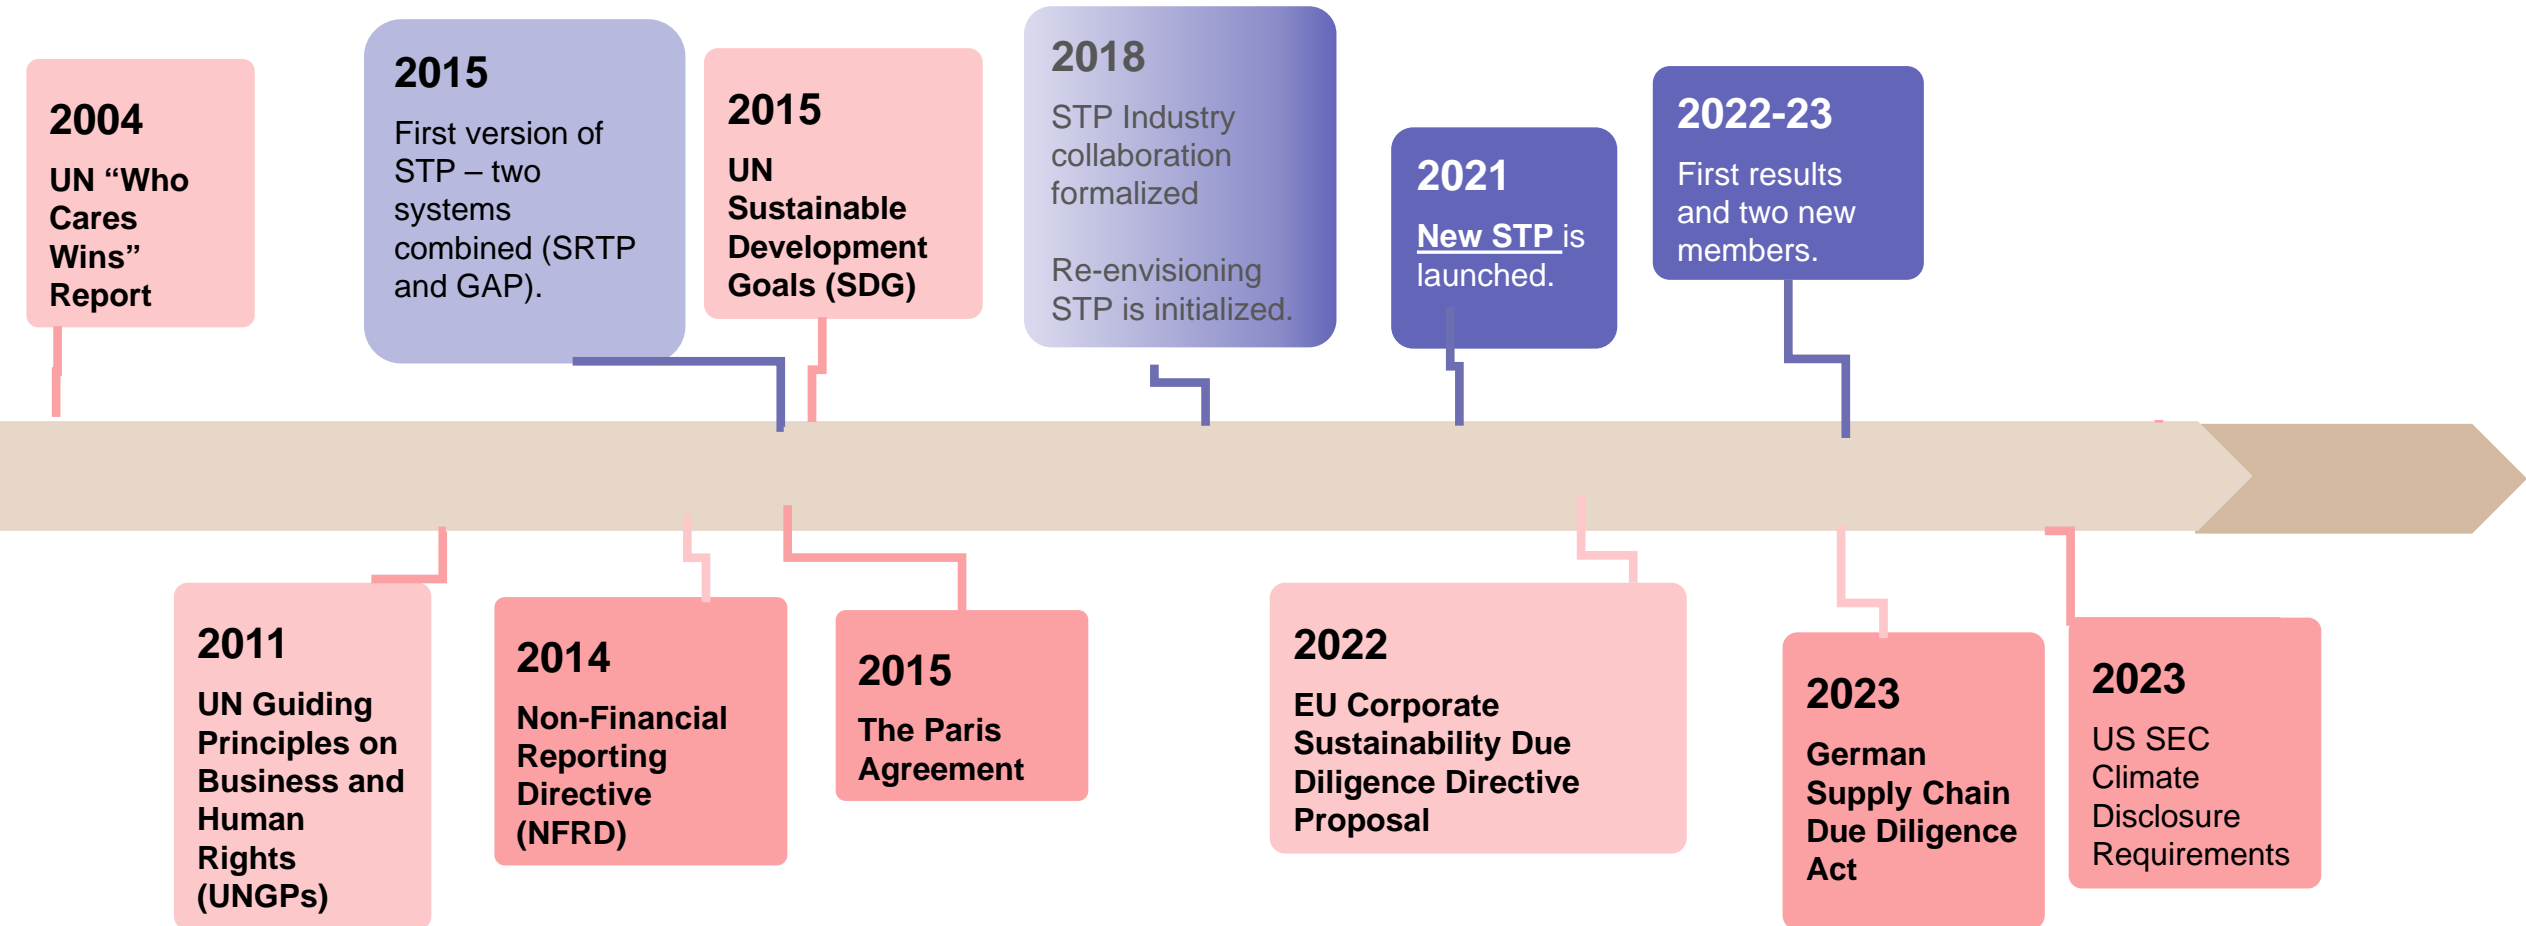 2004
UN “Who
Cares
Wins”
Report
2015
First version of
STP – two
systems
combined (SRTP
and GAP).
2015
UN
Sustainable
Development
Goals (SDG)
2018
STP Industry
collaboration
formalized
Re-envisioning
STP is initialized.
2021
New STP is
launched.
2022-23
First results
and two new
members.
2011
UN Guiding
Principles on
Business and
Human
Rights
(UNGPs)
2014
Non-Financial
Reporting
Directive
(NFRD)
2015
The Paris
Agreement
2022
EU Corporate
Sustainability Due
Diligence Directive
Proposal
2023
German
Supply Chain
Due Diligence
Act
2023
US SEC
Climate
Disclosure
Requirements